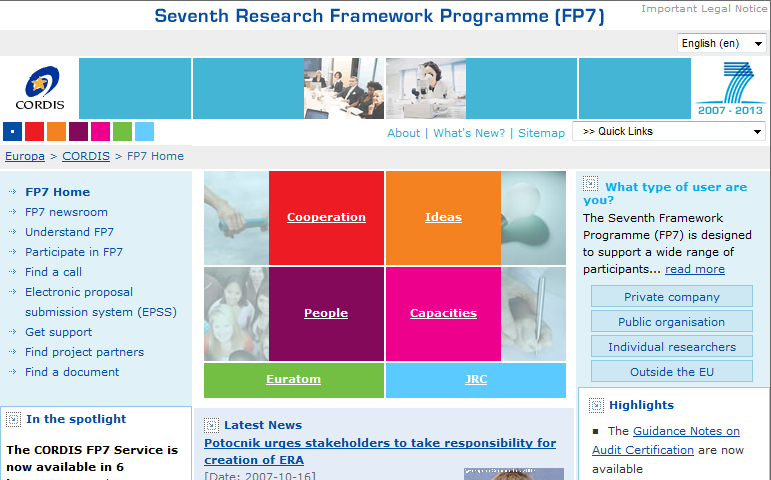 Important Legal Notice
Seventh Research Framework Programme (FP7)
English (en)
CORDIS
7
2007 - 2013
About | What's New? | Sitemap
>> Quick Links
Europa > CORDIS > FP7 Home
FP7 Home
FP7 newsroom
Understand FP7
Participate in FP7
Find a call
Electronic proposal
submission system (EPSS)
Get support
Find project partners
Find a document
In the spotlight
The CORDIS FP7 Service is
now available in 6
Cooperation
Ideas
People
Capacities
Euratom
JRC
Latest News
Potocnik urges stakeholders to take responsibility for
creation of ERA
[Date: 2007-10-16]
What type of user are
you?
The Seventh Framework
Programme (FP7) is designed
to support a wide range of
participants... read more
Private company
Public organisation
Individual researchers
Outside the EU
Highlights
The Guidance Notes on
Audit Certification are now
available